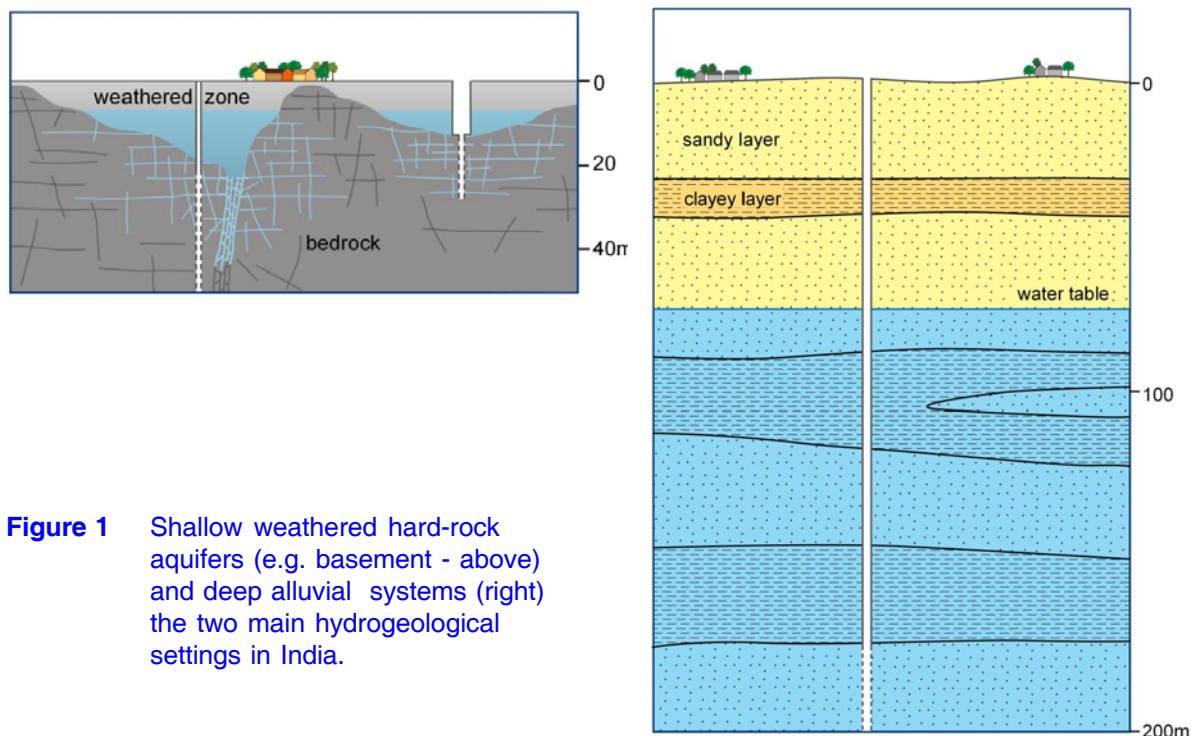 weathered zone
bedrock
0
20
40m
Figure 1 Shallow weathered hard-rock
aquifers (e.g. basement - above)
and deep alluvial systems (right)
the two main hydrogeological
settings in India.
sandy layer
clayey layer
water table
0
100
200m